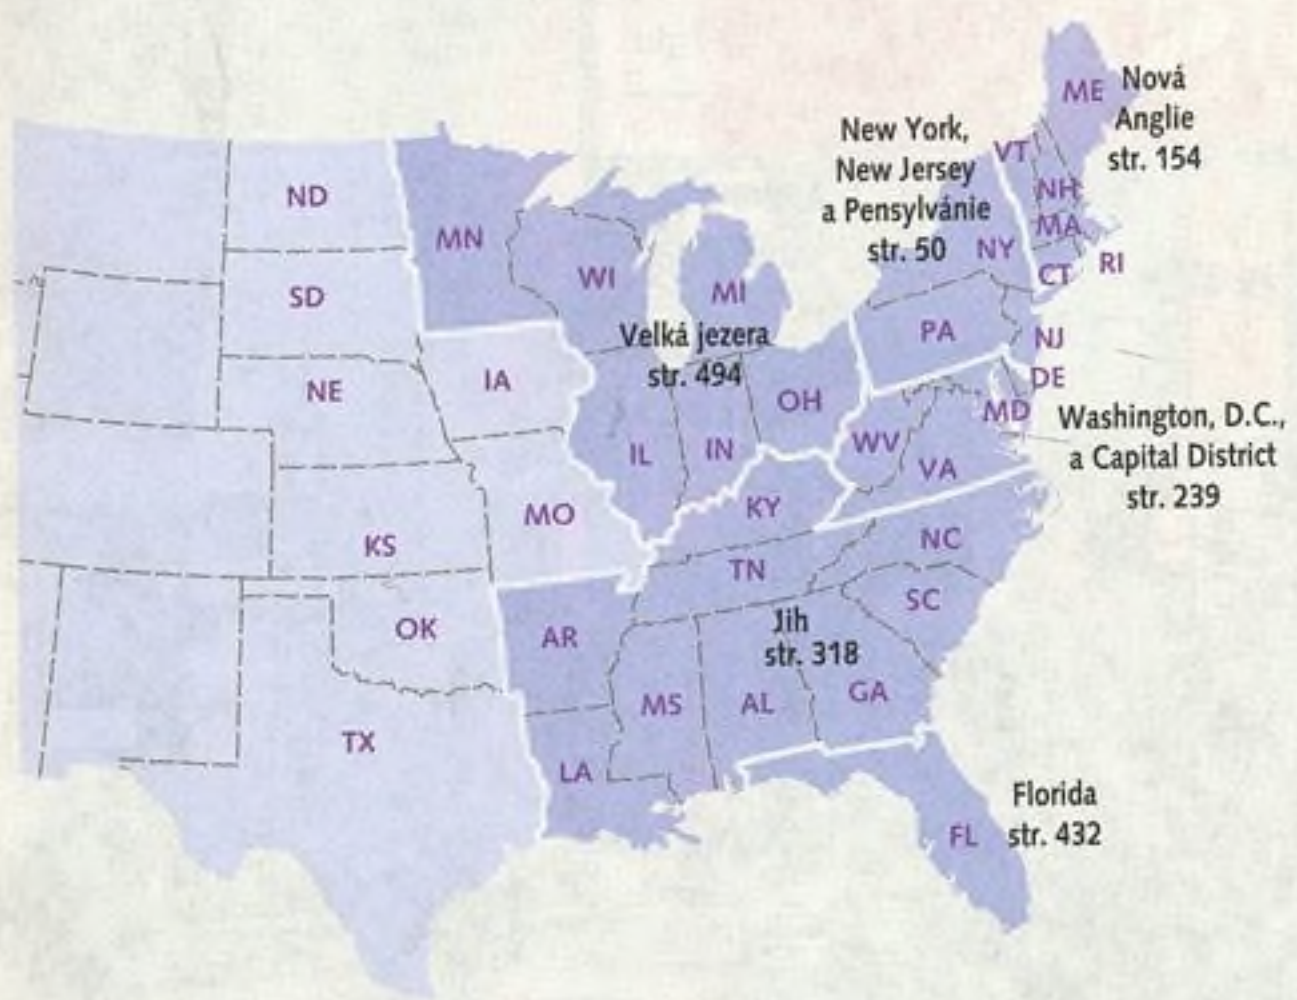 ME
Nová
Anglie
str. 154
New York,
New Jersey
a Pensylvánie
str. 50
VT
NH
MA
NY
CT
RI
ND
MN
WI
MI
SD
Velká jezera
str. 494
PA
NJ
DE
NE
IA
OH
MD
Washington, D.C.,
a Capital District
str. 239
IL
IN
WV
VA
MO
KY
KS
NC
TN
SC
OK
AR
Jih
str. 318
MS
AL
GA
TX
LA
Florida
str. 432
FL